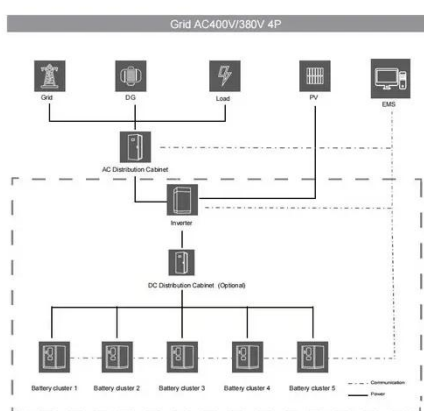 Grid AC400V/380V 4P
Grid
DG
Load
PV
EMS
AC Distribution Cabinet
Inverter
DC Distribution Cabinet (Optional)
Battery cluster 1
Battery cluster 2
Battery cluster 3
Battery cluster 4
Battery cluster 5
Communication
Power